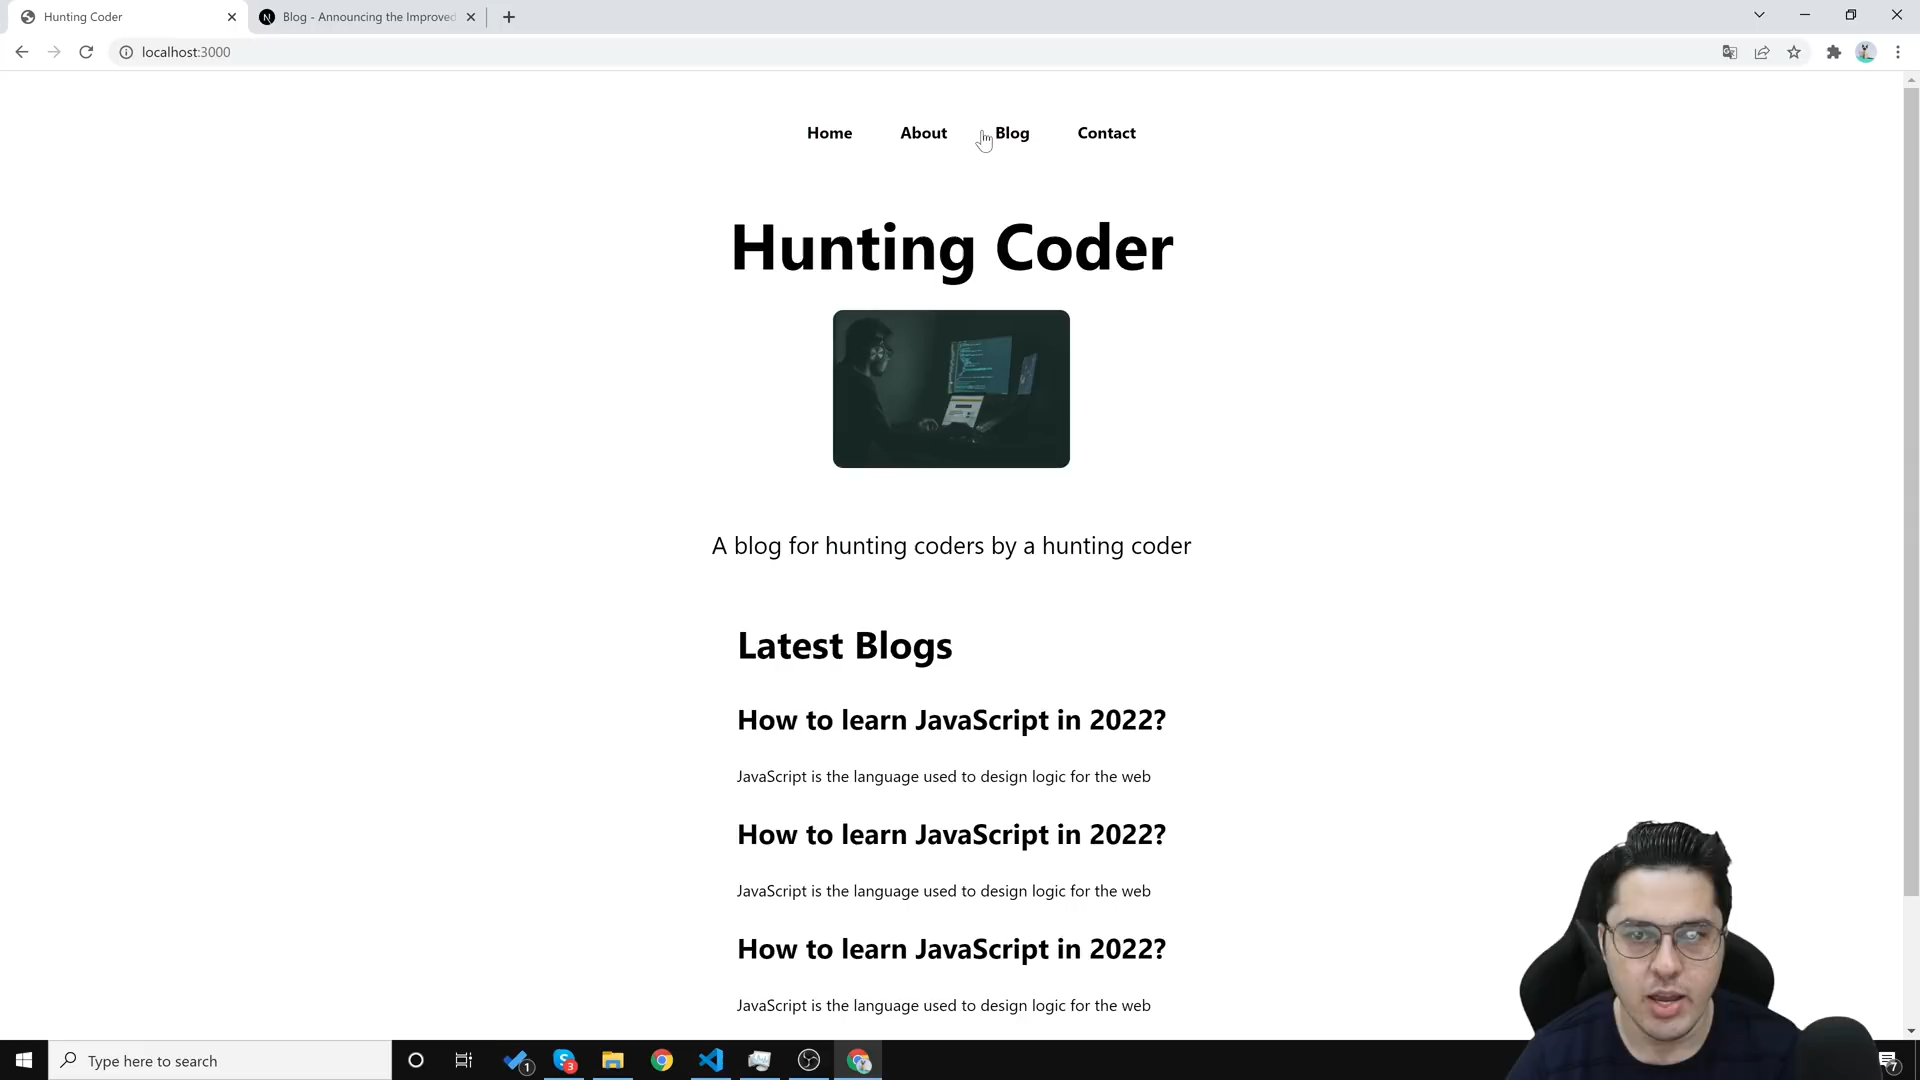 Hunting Coder
Blog - Announcing the Improved
localhost:3000
Home About Blog Contact
Hunting Coder
A blog for hunting coders by a hunting coder
Latest Blogs
How to learn JavaScript in 2022?
JavaScript is the language used to design logic for the web
How to learn JavaScript in 2022?
JavaScript is the language used to design logic for the web
How to learn JavaScript in 2022?
JavaScript is the language used to design logic for the web
Type here to search
1
3
7